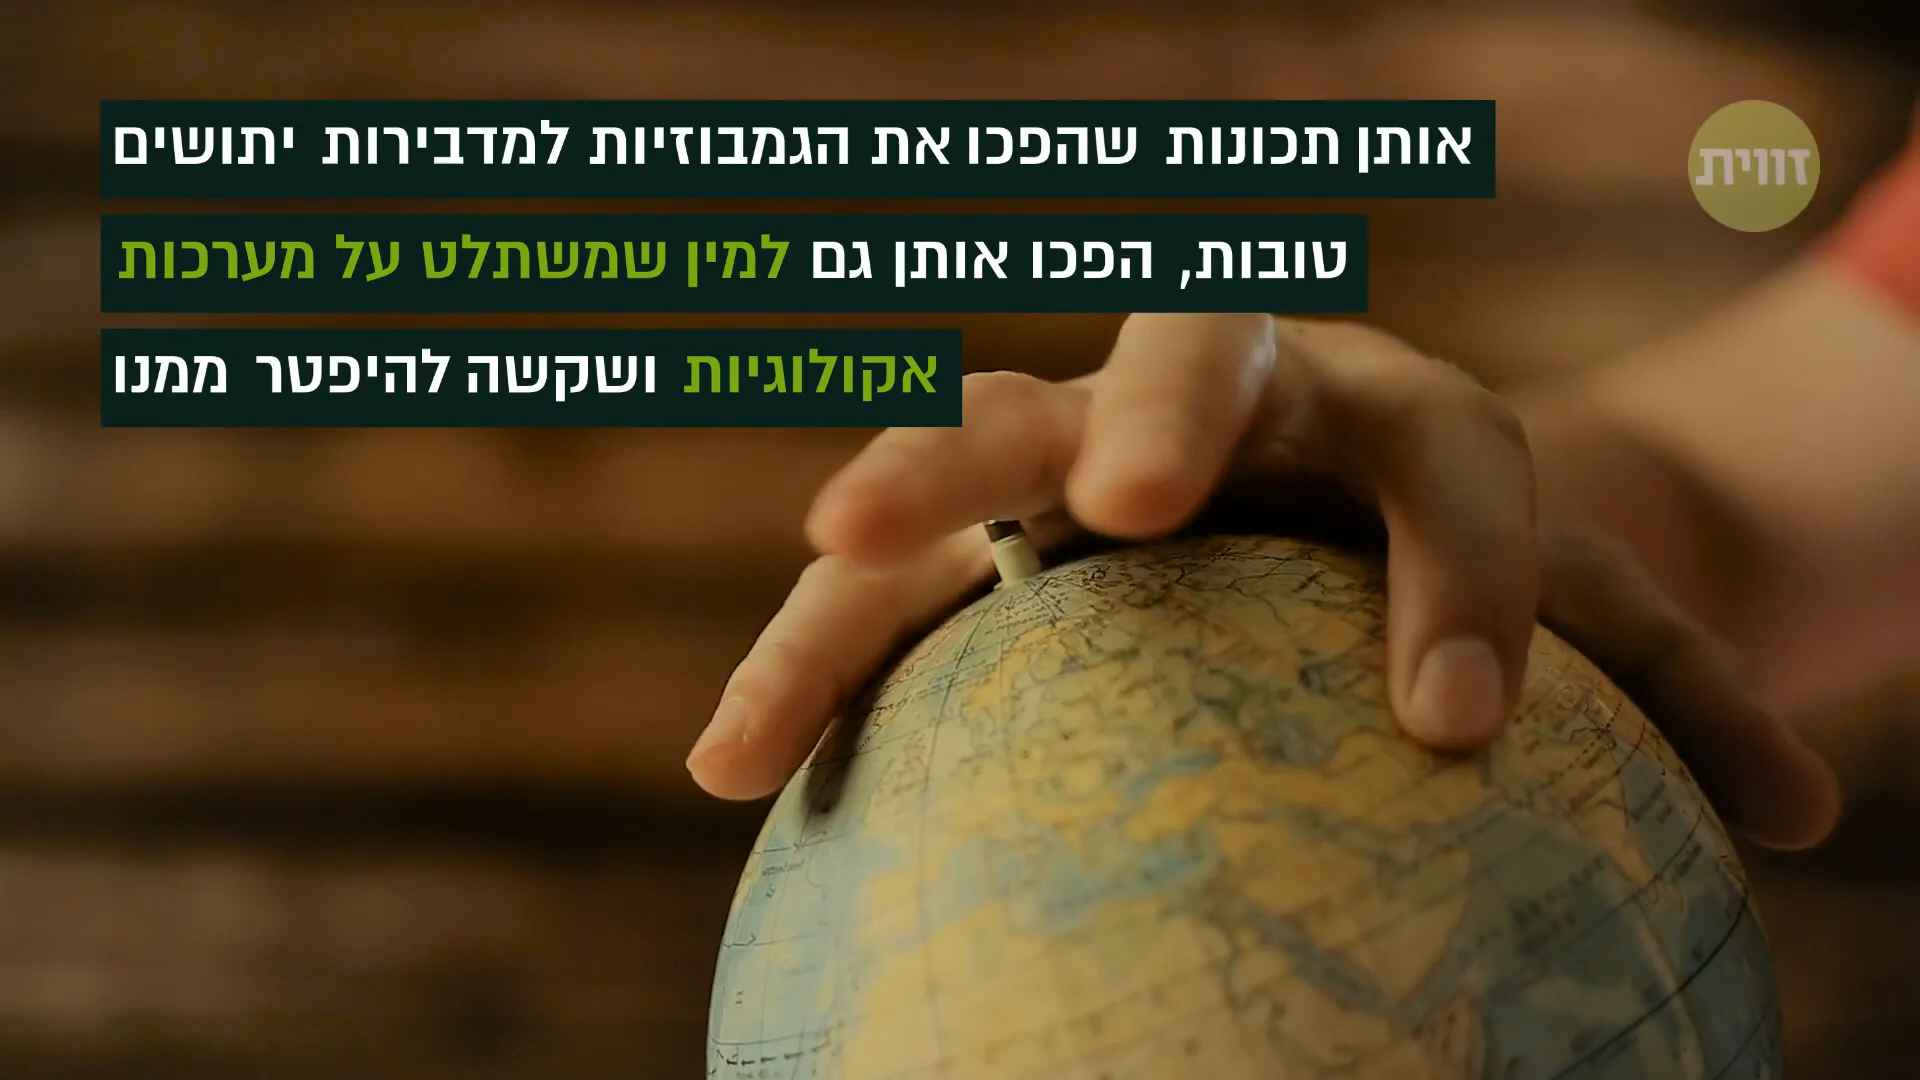 אותן תכונות שהפכו את הגמבוזיות למדבירות יתושים
טובות, הפכו אותן גם למין שמשתלט על מערכות
אקולוגיות ושקשה להיפטר ממנו
זווית